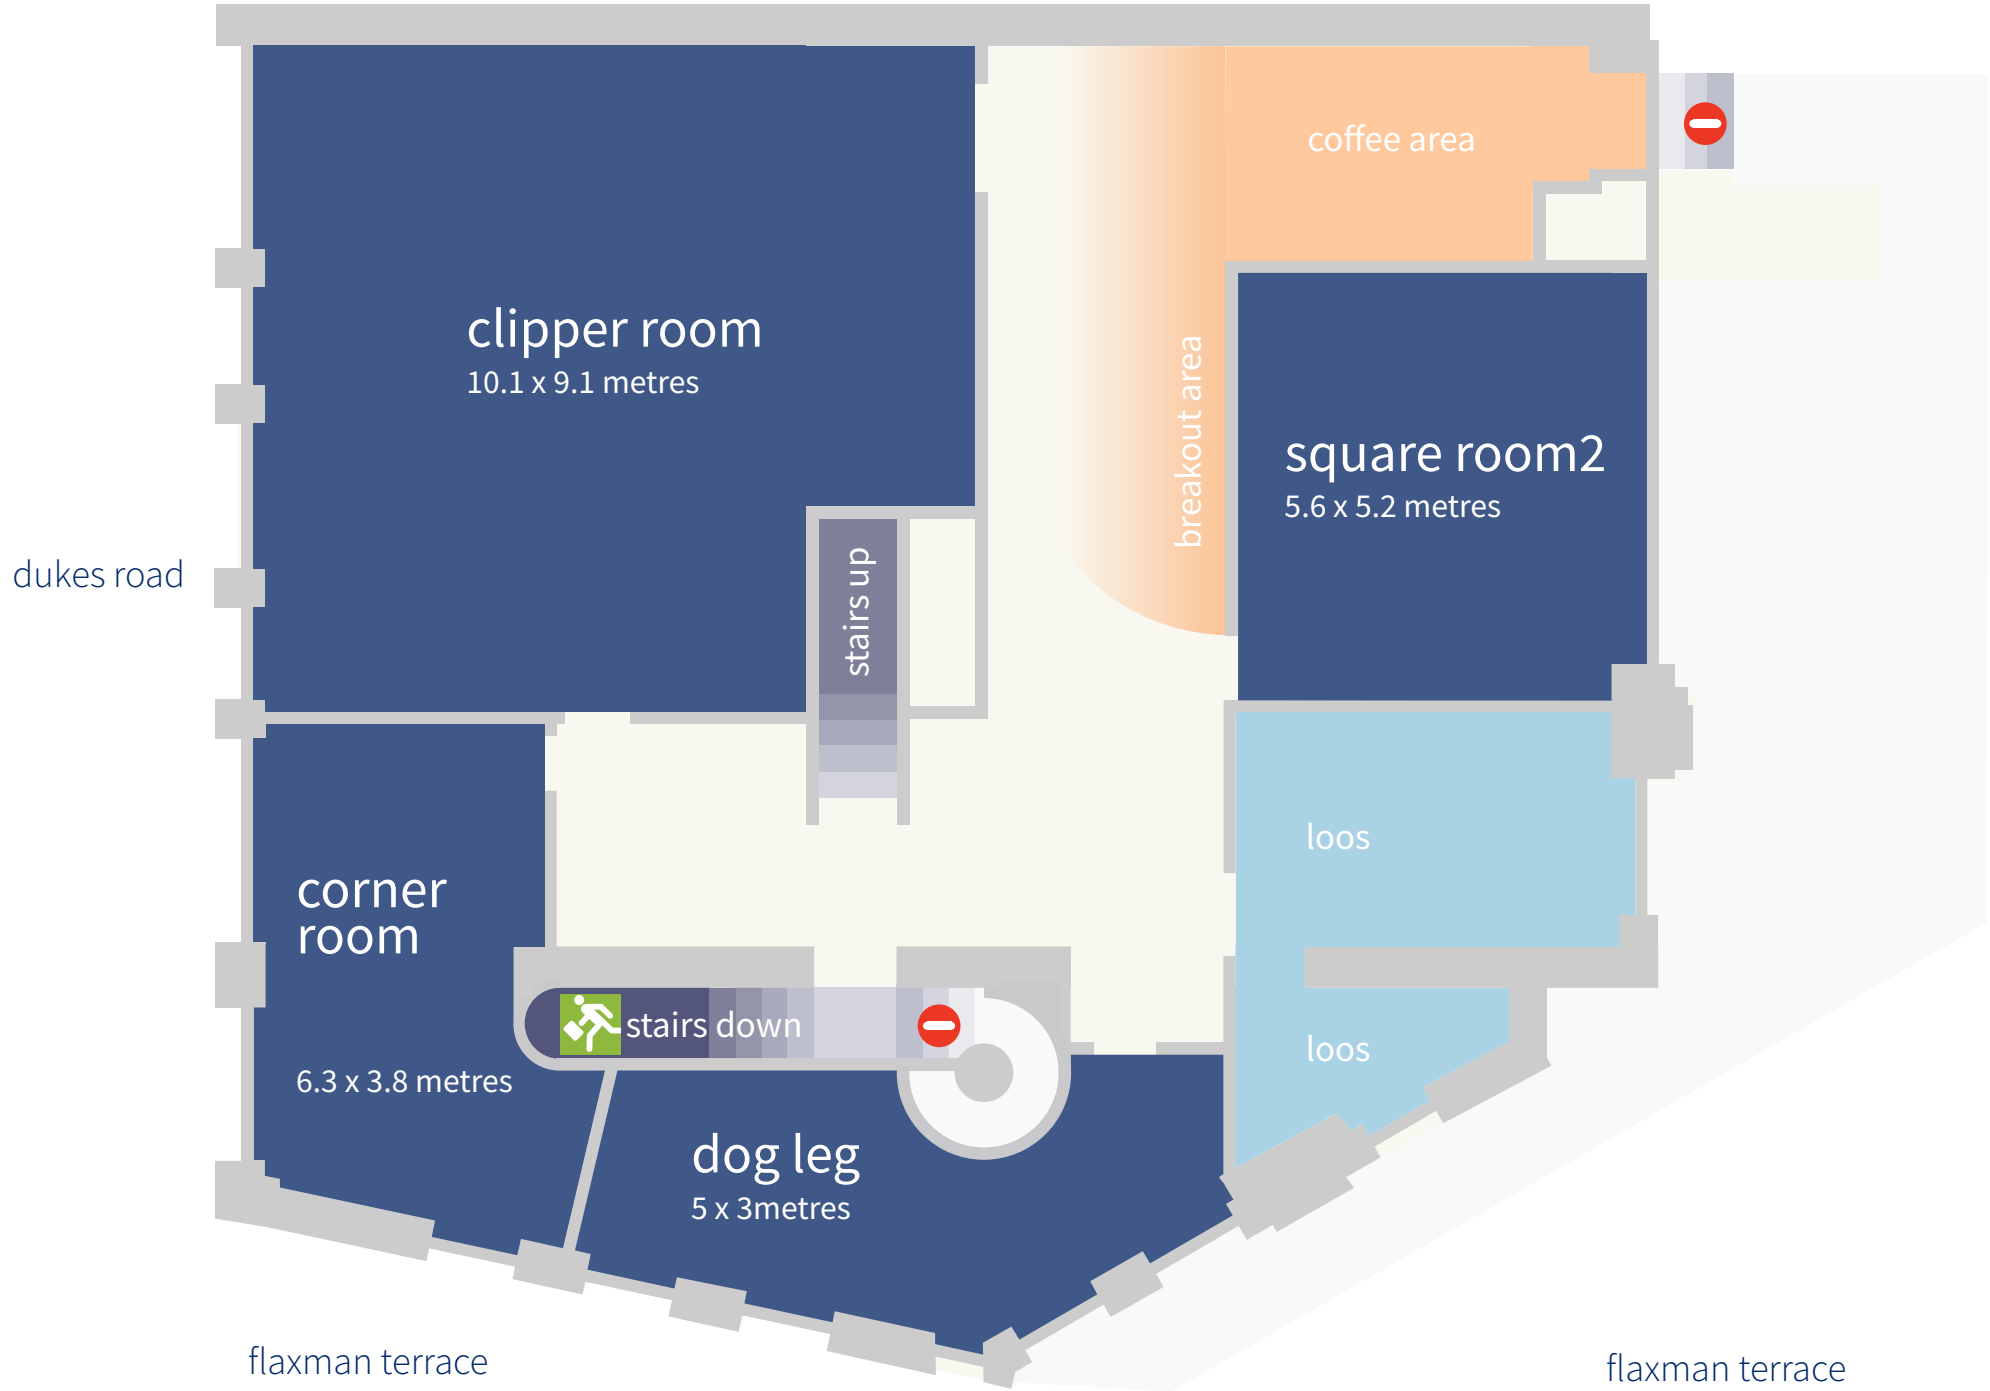 coffee area
clipper room
10.1 x 9.1 metres
breakout area
square room2
5.6 x 5.2 metres
dukes road
stairs up
loos
corner
room
6.3 x 3.8 metres
stairs down
loos
dog leg
5 x 3metres
flaxman terrace
flaxman terrace